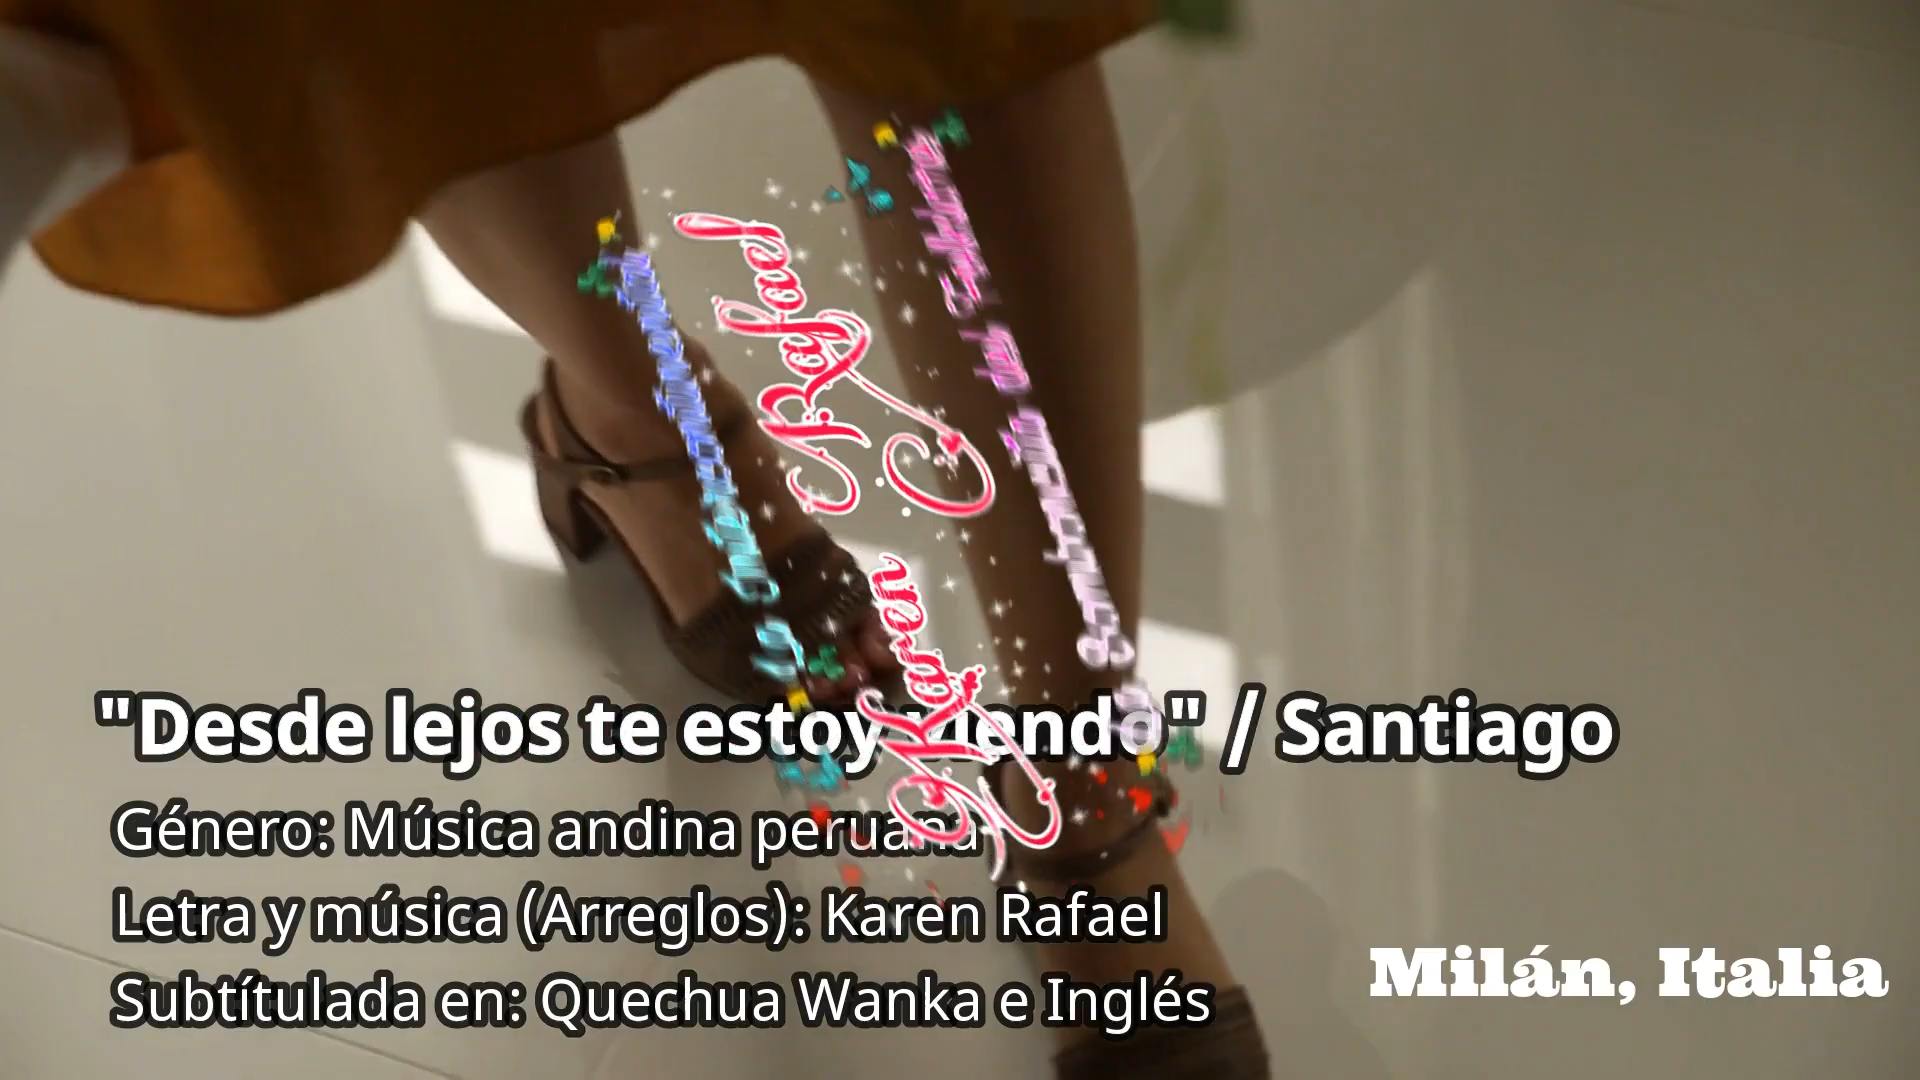 Karen Rafael
"Desde lejos te estoy viendo" / Santiago
Género: Música andina peruana
Letra y música (Arreglos): Karen Rafael
Subtítulada en: Quechua Wanka e Inglés
Milán, Italia